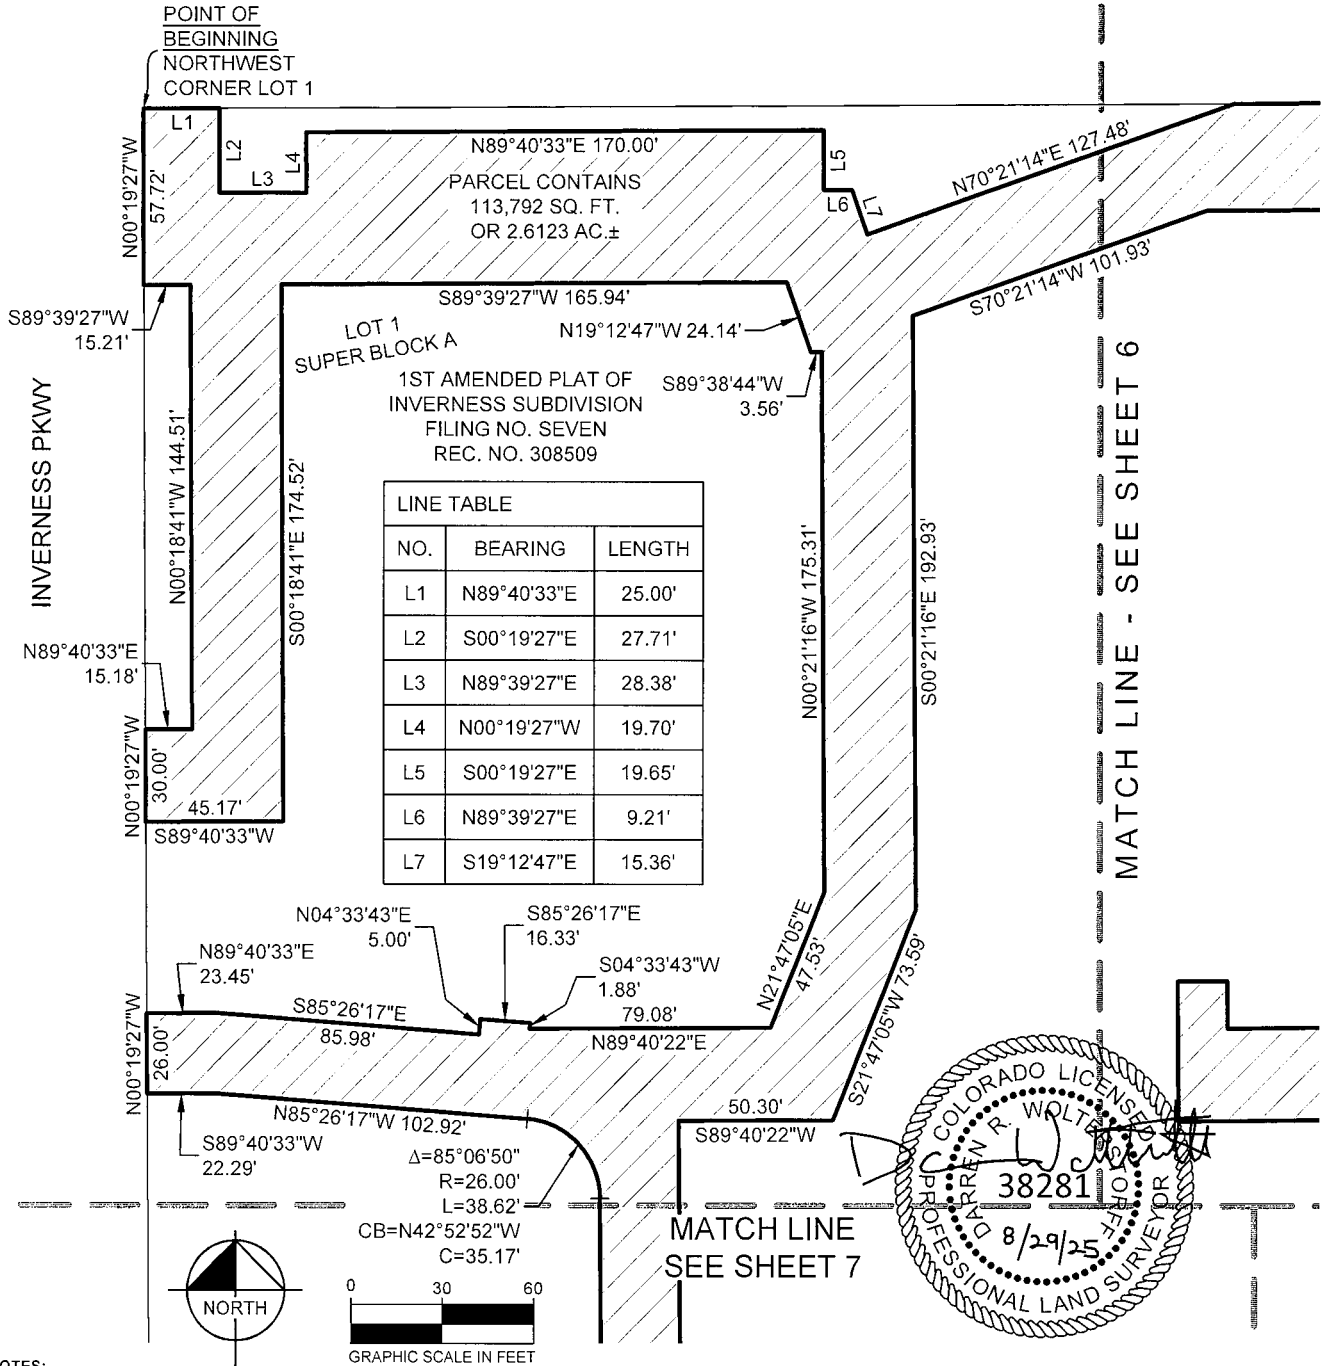 POINT OF
BEGINNING
NORTHWEST
CORNER LOT 1
L1
L2
L3
L4
N89°40'33"E 170.00'
PARCEL CONTAINS
113,792 SQ. FT.
OR 2.6123 AC.±
L5
L6
L7
N70°21'14"E 127.48'
S70°21'14"W 101.93'
N00°19'27"W
57.72'
S89°39'27"W
15.21'
S89°39'27"W 165.94'
N19°12'47"W 24.14'
S89°38'44"W
3.56'
LOT 1
SUPER BLOCK A
1ST AMENDED PLAT OF
INVERNESS SUBDIVISION
FILING NO. SEVEN
REC. NO. 308509
INVERNESS PKWY
N00°18'41"W 144.51'
S00°18'41"E 174.52'
LINE TABLE
NO. BEARING LENGTH
L1 N89°40'33"E 25.00'
L2 S00°19'27"E 27.71'
L3 N89°39'27"E 28.38'
L4 N00°19'27"W 19.70'
L5 S00°19'27"E 19.65'
L6 N89°39'27"E 9.21'
L7 S19°12'47"E 15.36'
N00°21'16"W 175.31'
S00°21'16"E 192.93'
MATCH LINE - SEE SHEET 6
N89°40'33"E
15.18'
N00°19'27"W
30.00'
45.17'
S89°40'33"W
N04°33'43"E
5.00'
S85°26'17"E
16.33'
S04°33'43"W
1.88'
79.08'
N89°40'22"E
N21°47'05"E
47.53'
S21°47'05"W 73.59'
N89°40'33"E
23.45'
S85°26'17"E
85.98'
N00°19'27"W
26.00'
N85°26'17"W 102.92'
S89°40'33"W
22.29'
50.30'
S89°40'22"W
Δ=85°06'50"
R=26.00'
L=38.62'
CB=N42°52'52"W
C=35.17'
MATCH LINE
SEE SHEET 7
COLORADO LICENSED
PROFESSIONAL LAND SURVEYOR
DARREN R. WOLTERSTORFF
38281
8/29/25
NORTH
0 30 60
GRAPHIC SCALE IN FEET